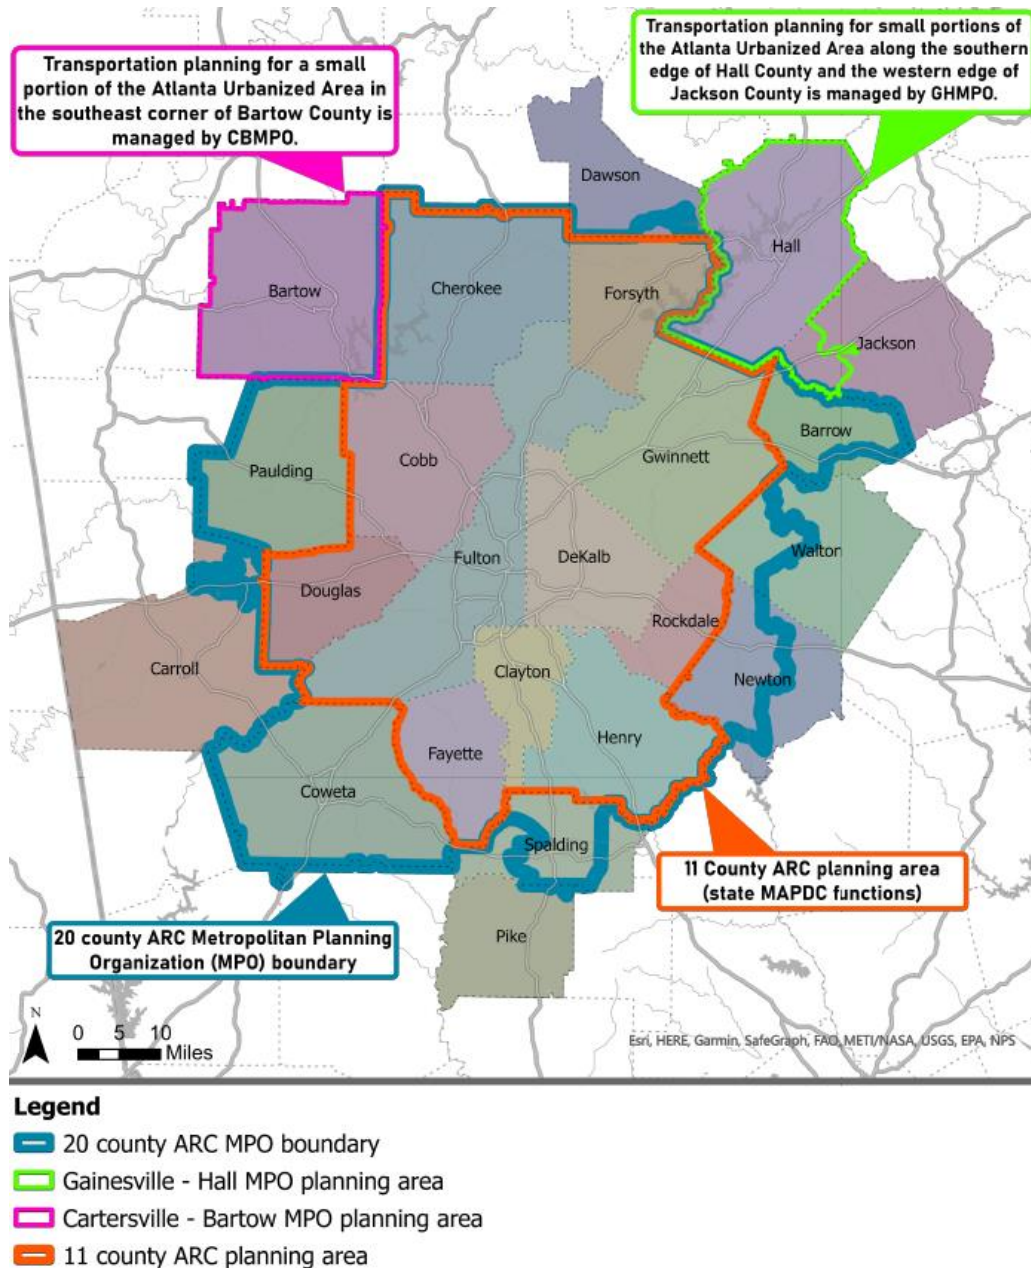 Transportation planning for a small
portion of the Atlanta Urbanized Area in
the southeast corner of Bartow County is
managed by CBMPO.
Transportation planning for small portions of
the Atlanta Urbanized Area along the southern
edge of Hall County and the western edge of
Jackson County is managed by GHMPO.
Dawson
Hall
Bartow
Cherokee
Forsyth
Jackson
Barrow
Cobb
Gwinnett
Paulding
Walton
Fulton
DeKalb
Douglas
Rockdale
Carroll
Clayton
Newton
Henry
Fayette
Coweta
Spalding
11 County ARC planning area
(state MAPDC functions)
Pike
20 county ARC Metropolitan Planning
Organization (MPO) boundary
N
0 5 10
Miles
Esri, HERE, Garmin, SafeGraph, FAO, METI/NASA, USGS, EPA, NPS
Legend
20 county ARC MPO boundary
Gainesville - Hall MPO planning area
Cartersville - Bartow MPO planning area
11 county ARC planning area